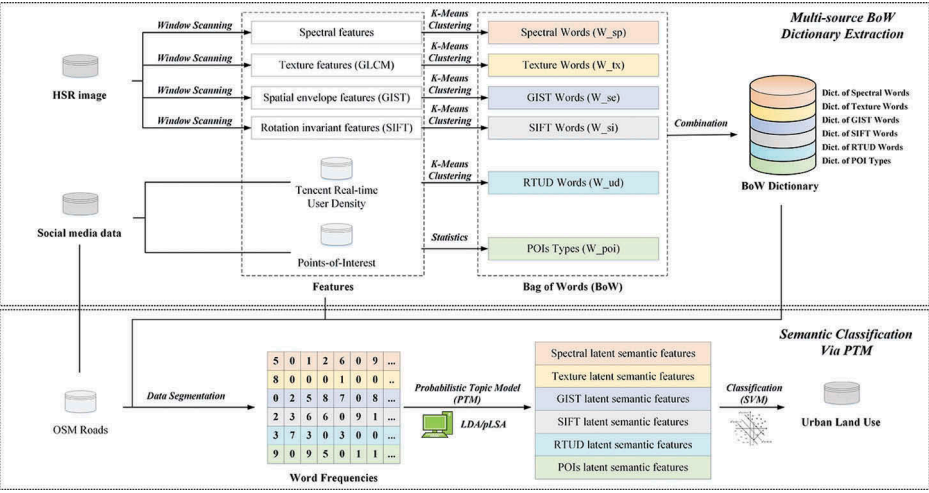 Multi-source BoW
Dictionary Extraction
HSR image
Window Scanning
Spectral features
K-Means
Clustering
Spectral Words (W_sp)
Window Scanning
Texture features (GLCM)
K-Means
Clustering
Texture Words (W_tx)
Window Scanning
Spatial envelope features (GIST)
K-Means
Clustering
GIST Words (W_se)
Window Scanning
Rotation invariant features (SIFT)
K-Means
Clustering
SIFT Words (W_si)
Social media data
Tencent Real-time
User Density
K-Means
Clustering
RTUD Words (W_ud)
Points-of-Interest
Statistics
POIs Types (W_poi)
Features
Bag of Words (BoW)
Combination
Dict. of Spectral Words
Dict. of Texture Words
Dict. of GIST Words
Dict. of SIFT Words
Dict. of RTUD Words
Dict. of POI Types
BoW Dictionary
Semantic Classification
Via PTM
OSM Roads
Data Segmentation
5 0 1 2 6 0 9 ...
8 0 0 0 1 0 0 ..
0 2 5 8 7 0 8 ...
2 3 6 6 0 9 1 ...
3 7 3 0 3 0 0 ...
9 0 9 5 0 1 1 ...
Word Frequencies
Probabilistic Topic Model
(PTM)
LDA/pLSA
Spectral latent semantic features
Texture latent semantic features
GIST latent semantic features
SIFT latent semantic features
RTUD latent semantic features
POIs latent semantic features
Classification
(SVM)
Urban Land Use